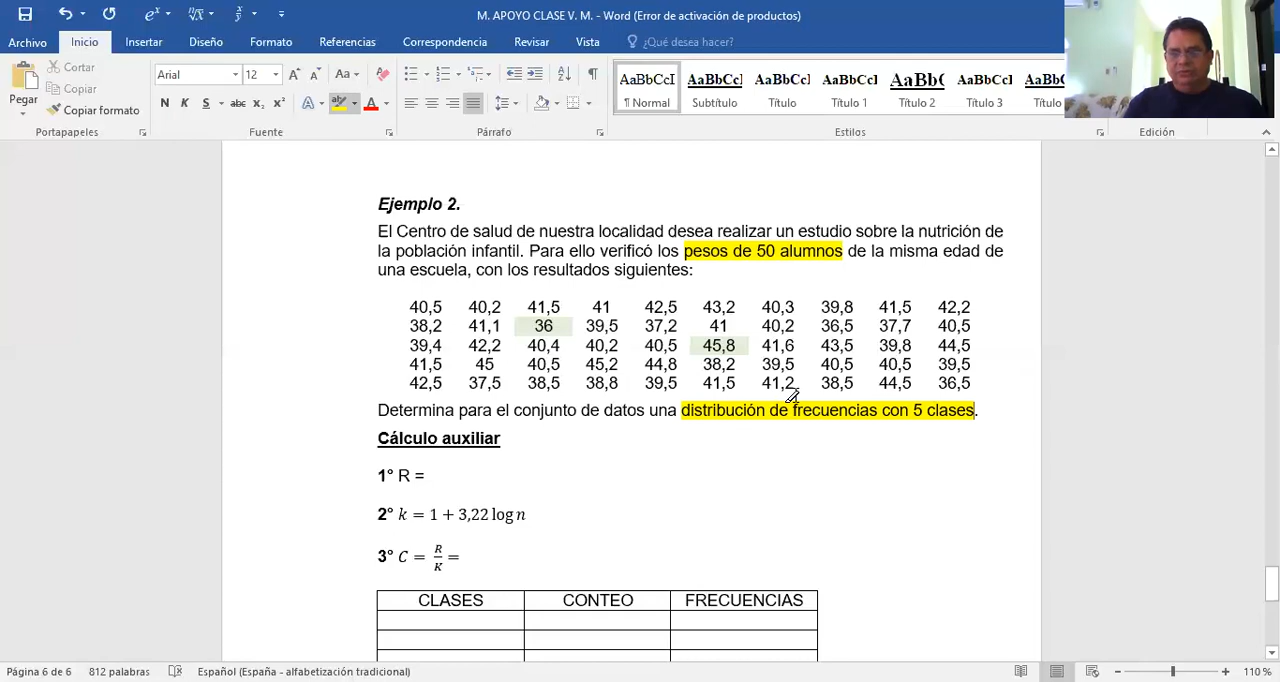 M. APOYO CLASE V. M. - Word (Error de activación de productos)
Archivo Inicio Insertar Diseño Formato Referencias Correspondencia Revisar Vista ¿Qué desea hacer?
Pegar Cortar Copiar Copiar formato
Arial 12 Aa
N K S abc x₂ x² A A
AaBbCcI AaBbCcl AaBbCcI AaBbCcI AaBbC AaBbCcI AaBbCc
¶ Normal Subtítulo Título Título 1 Título 2 Título 3 Título
Portapapeles Fuente Párrafo Estilos Edición
Ejemplo 2.
El Centro de salud de nuestra localidad desea realizar un estudio sobre la nutrición de
la población infantil. Para ello verificó los pesos de 50 alumnos de la misma edad de
una escuela, con los resultados siguientes:
40,5 40,2 41,5 41 42,5 43,2 40,3 39,8 41,5 42,2
38,2 41,1 36 39,5 37,2 41 40,2 36,5 37,7 40,5
39,4 42,2 40,4 40,2 40,5 45,8 41,6 43,5 39,8 44,5
41,5 45 40,5 45,2 44,8 38,2 39,5 40,5 40,5 39,5
42,5 37,5 38,5 38,8 39,5 41,5 41,2 38,5 44,5 36,5
Determina para el conjunto de datos una distribución de frecuencias con 5 clases.
Cálculo auxiliar
1° R =
2° k = 1 + 3,22 log n
3° C = R/K =
CLASES CONTEO FRECUENCIAS
Página 6 de 6 812 palabras Español (España - alfabetización tradicional) 110 %